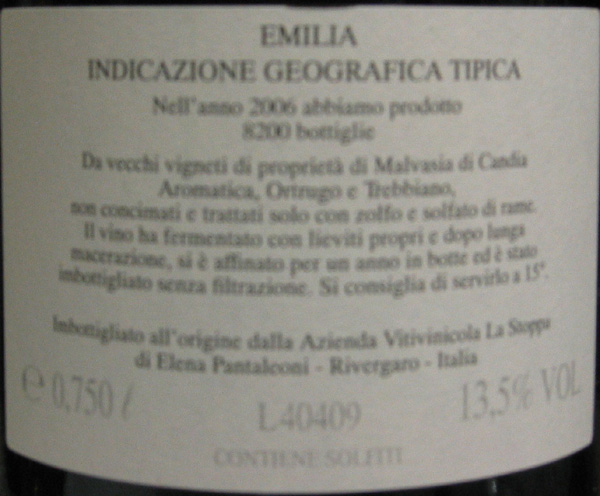 EMILIA
INDICAZIONE GEOGRAFICA TIPICA
Nell'anno 2006 abbiamo prodotto
8200 bottiglie
Da vecchi vigneti di proprietà di Malvasia di Candia
Aromatica, Ortrugo e Trebbiano,
non concimati e trattati solo con zolfo e solfato di rame.
Il vino ha fermentato con lieviti propri e dopo lunga
macerazione, si è affinato per un anno in botte ed è stato
imbottigliato senza filtrazione. Si consiglia di servirlo a 15°.
Imbottigliato all'origine dalla Azienda Vitivinicola La Stoppa
di Elena Pantaleoni - Rivergaro - Italia
℮ 0,750 ℓ
L40409
13,5% VOL
CONTIENE SOLFITI